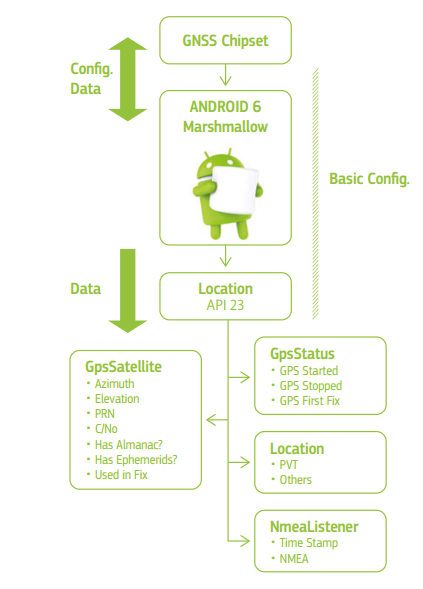 GNSS Chipset
Config.
Data
ANDROID 6
Marshmallow
Basic Config.
Data
Location
API 23
GpsSatellite
• Azimuth
• Elevation
• PRN
• C/No
• Has Almanac?
• Has Ephemerids?
• Used in Fix
GpsStatus
• GPS Started
• GPS Stopped
• GPS First Fix
Location
• PVT
• Others
NmeaListener
• Time Stamp
• NMEA